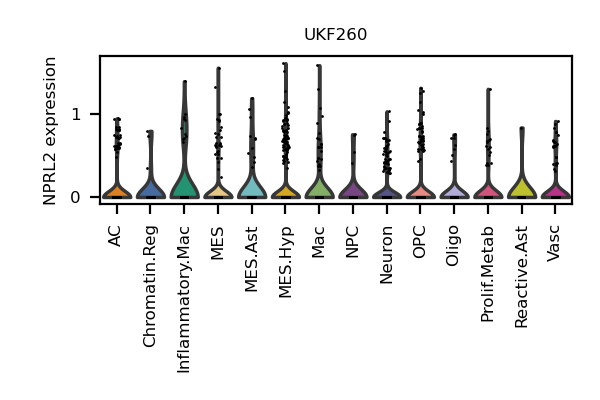 UKF260
NPRL2 expression
1
0
AC
Chromatin.Reg
Inflammatory.Mac
MES
MES.Ast
MES.Hyp
Mac
NPC
Neuron
OPC
Oligo
Prolif.Metab
Reactive.Ast
Vasc